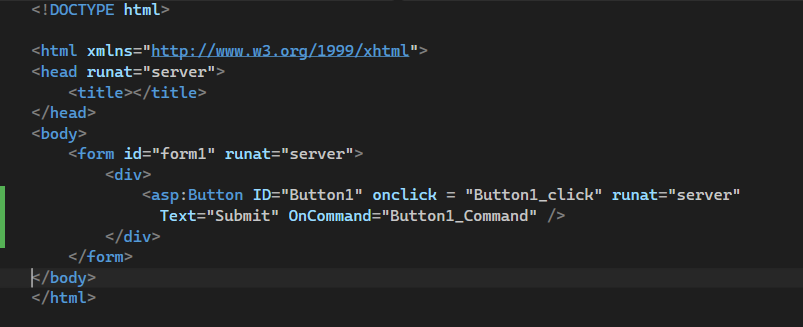 <!DOCTYPE html>
<html xmlns="http://www.w3.org/1999/xhtml">
<head runat="server">
<title></title>
</head>
<body>
<form id="form1" runat="server">
<div>
<asp:Button ID="Button1" onclick = "Button1_click" runat="server"
Text="Submit" OnCommand="Button1_Command" />
</div>
</form>
</body>
</html>